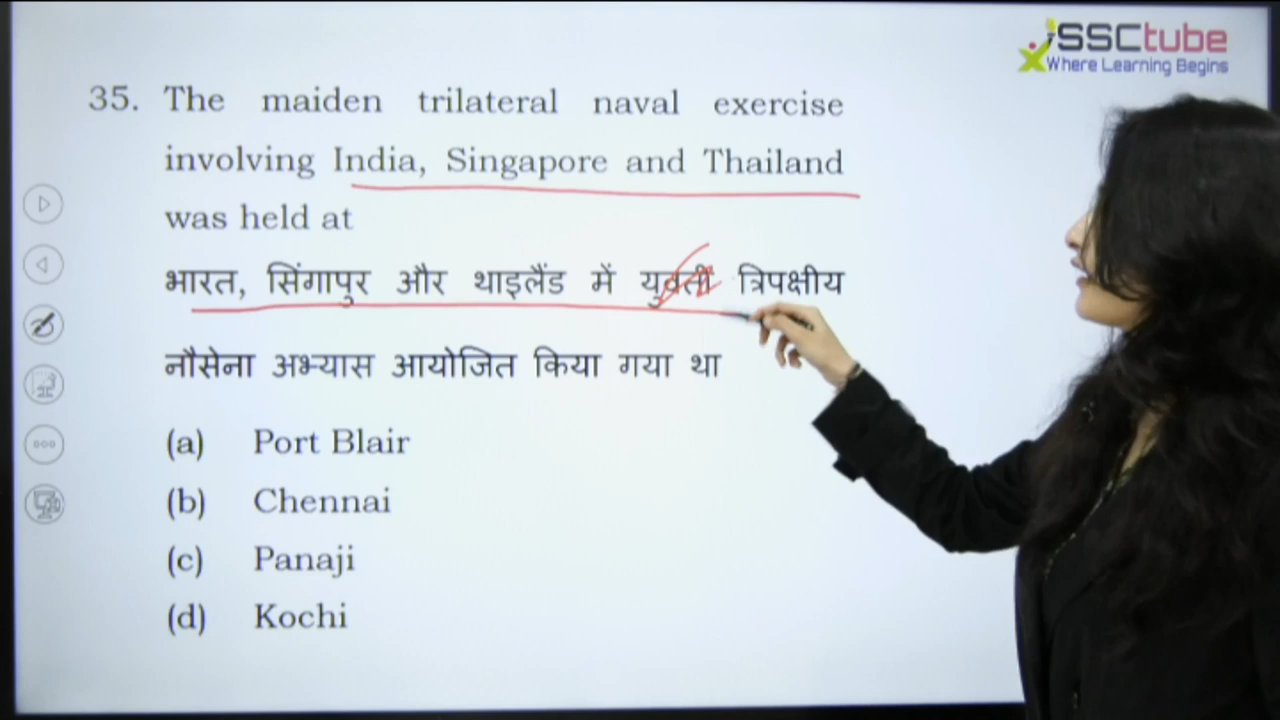 SSCtube
Where Learning Begins
35. The maiden trilateral naval exercise
involving India, Singapore and Thailand
was held at
भारत, सिंगापुर और थाइलैंड में युवती त्रिपक्षीय
नौसेना अभ्यास आयोजित किया गया था
(a) Port Blair
(b) Chennai
(c) Panaji
(d) Kochi